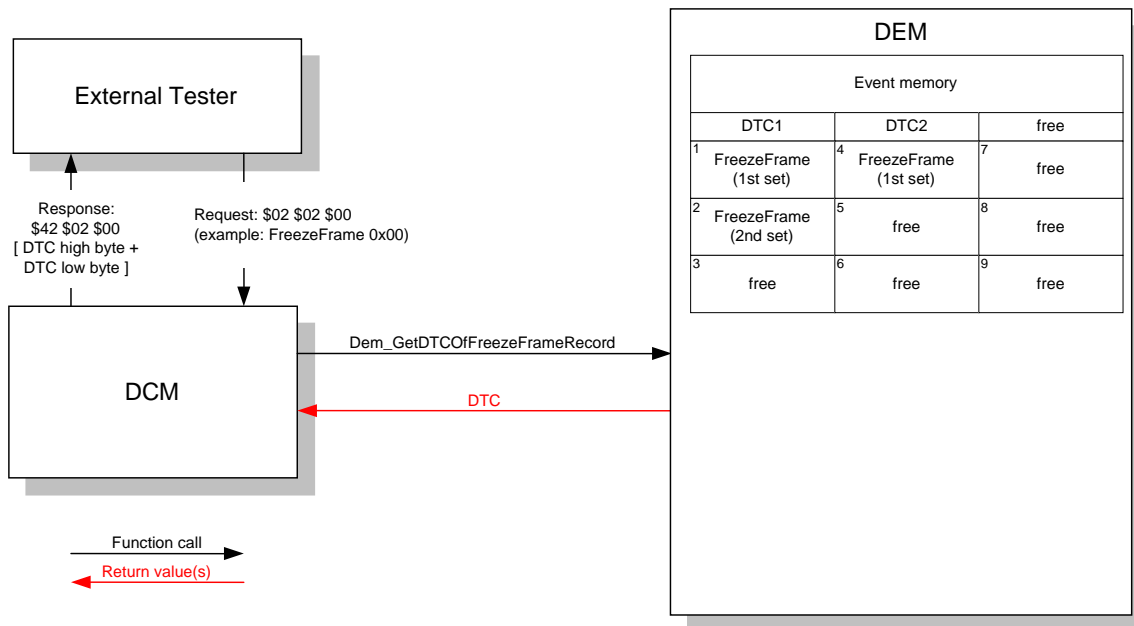 External Tester
Response:
$42 $02 $00
[ DTC high byte +
DTC low byte ]
Request: $02 $02 $00
(example: FreezeFrame 0x00)
DCM
Dem_GetDTCOfFreezeFrameRecord
DTC
Function call
Return value(s)
DEM
Event memory
DTC1 DTC2 free
1 FreezeFrame
(1st set)
4 FreezeFrame
(1st set)
7 free
2 FreezeFrame
(2nd set)
5 free
8 free
3 free
6 free
9 free